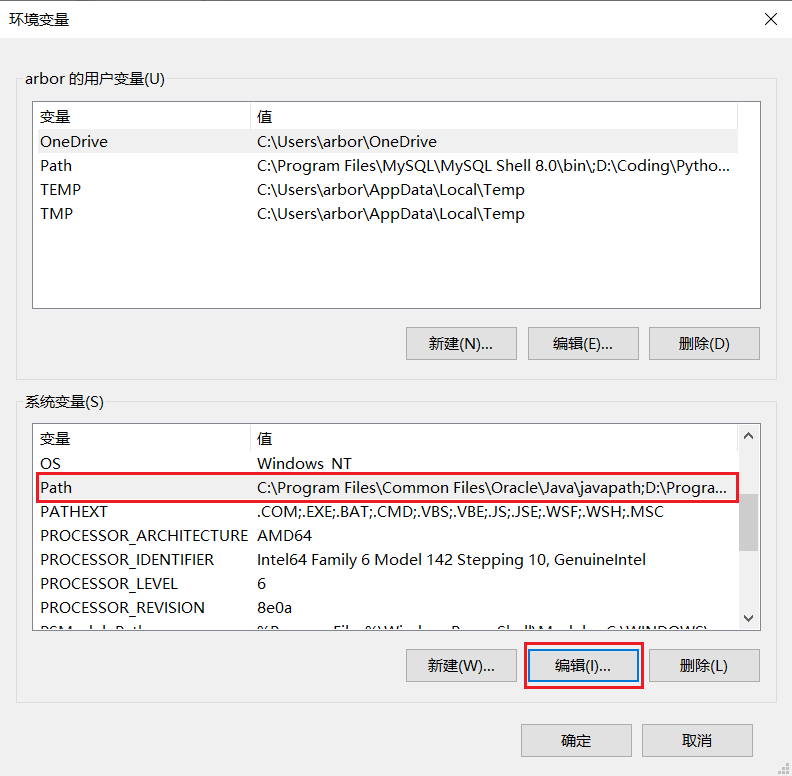 环境变量
arbor 的用户变量(U)
变量 值
OneDrive C:\Users\arbor\OneDrive
Path C:\Program Files\MySQL\MySQL Shell 8.0\bin\;D:\Coding\Pytho...
TEMP C:\Users\arbor\AppData\Local\Temp
TMP C:\Users\arbor\AppData\Local\Temp
新建(N)... 编辑(E)... 删除(D)
系统变量(S)
变量 值
OS Windows_NT
Path C:\Program Files\Common Files\Oracle\Java\javapath;D:\Progra...
PATHEXT .COM;.EXE;.BAT;.CMD;.VBS;.VBE;.JS;.JSE;.WSF;.WSH;.MSC
PROCESSOR_ARCHITECTURE AMD64
PROCESSOR_IDENTIFIER Intel64 Family 6 Model 142 Stepping 10, GenuineIntel
PROCESSOR_LEVEL 6
PROCESSOR_REVISION 8e0a
新建(W)... 编辑(I)... 删除(L)
确定 取消